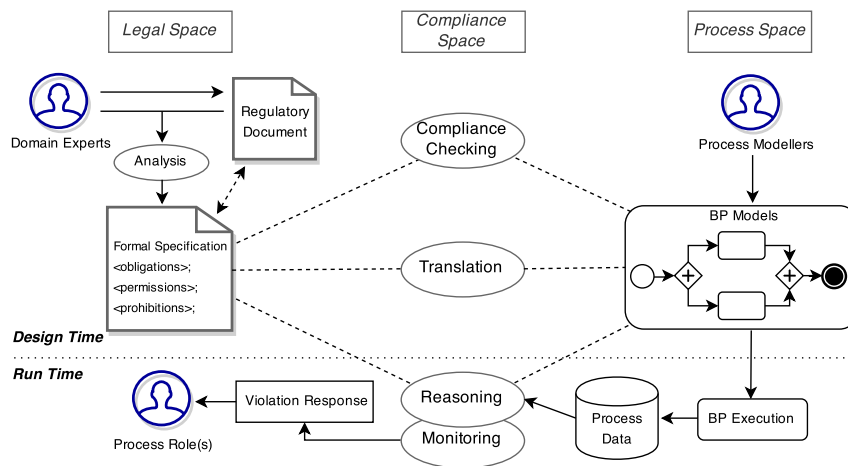 Legal Space
Compliance
Space
Process Space
Domain Experts
Regulatory
Document
Analysis
Compliance
Checking
Process Modellers
Formal Specification
<obligations>;
<permissions>;
<prohibitions>;
Translation
BP Models
Design Time
Run Time
Process Role(s)
Violation Response
Reasoning
Monitoring
Process
Data
BP Execution